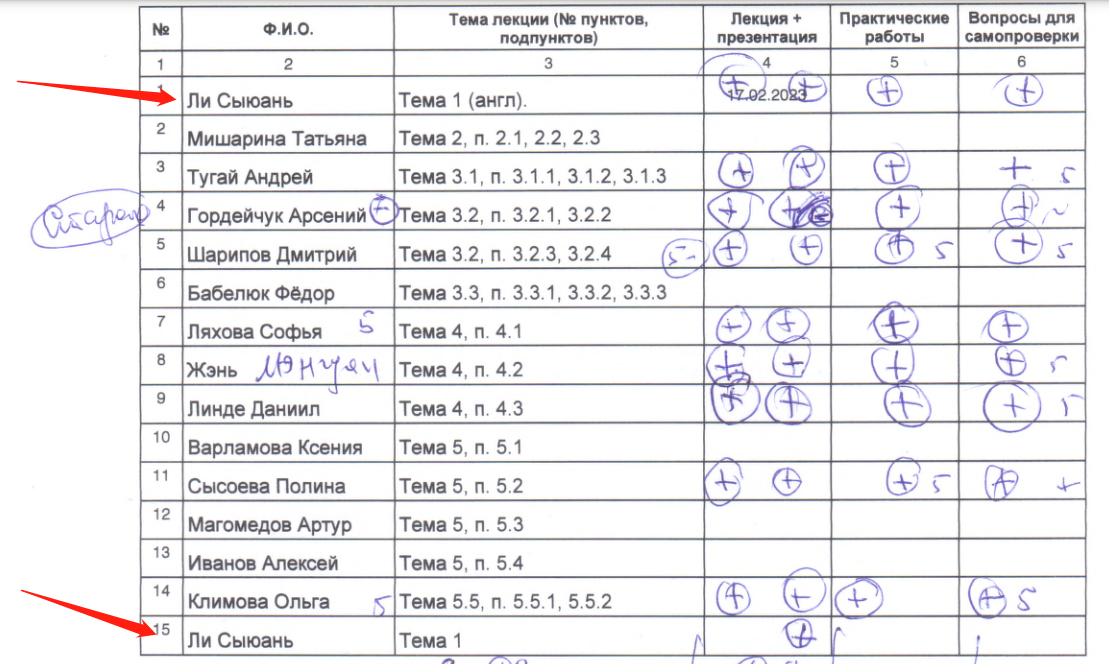 № Ф.И.О. Тема лекции (№ пунктов, подпунктов) Лекция + презентация Практические работы Вопросы для самопроверки
1 2 3 4 5 6
1 Ли Сыюань Тема 1 (англ). + + 17.02.2023 + +
2 Мишарина Татьяна Тема 2, п. 2.1, 2.2, 2.3
3 Тугай Андрей Тема 3.1, п. 3.1.1, 3.1.2, 3.1.3 + + + + 5
4 Гордейчук Арсений Тема 3.2, п. 3.2.1, 3.2.2 + + + +
5 Шарипов Дмитрий Тема 3.2, п. 3.2.3, 3.2.4 5- + + + 5 + 5
6 Бабелюк Фёдор Тема 3.3, п. 3.3.1, 3.3.2, 3.3.3
7 Ляхова Софья 5 Тема 4, п. 4.1 + + + +
8 Жэнь Тема 4, п. 4.2 + + + + 5
9 Линде Даниил Тема 4, п. 4.3 + + + + 5
10 Варламова Ксения Тема 5, п. 5.1
11 Сысоева Полина Тема 5, п. 5.2 + + + 5 + +
12 Магомедов Артур Тема 5, п. 5.3
13 Иванов Алексей Тема 5, п. 5.4
14 Климова Ольга 5 Тема 5.5, п. 5.5.1, 5.5.2 + + + + 5
15 Ли Сыюань Тема 1 +